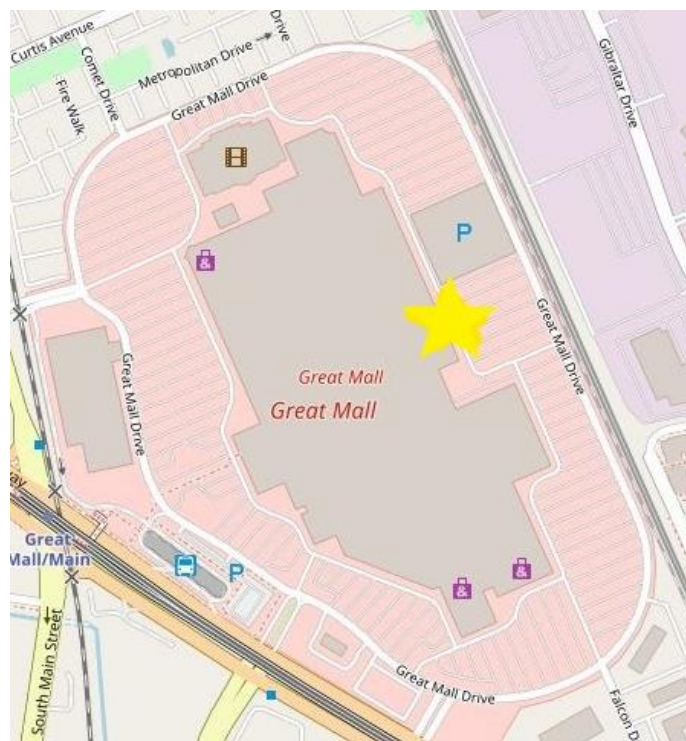 Curtis Avenue
Drive
Metropolitan Drive
Comet Drive
Fire Walk
Great Mall Drive
Gibraltar Drive
P
&
Great Mall Drive
Great Mall
Great Mall
Great Mall Drive
way
Great
Mall/Main
P
&
&
South Main Street
Great Mall Drive
Falcon D